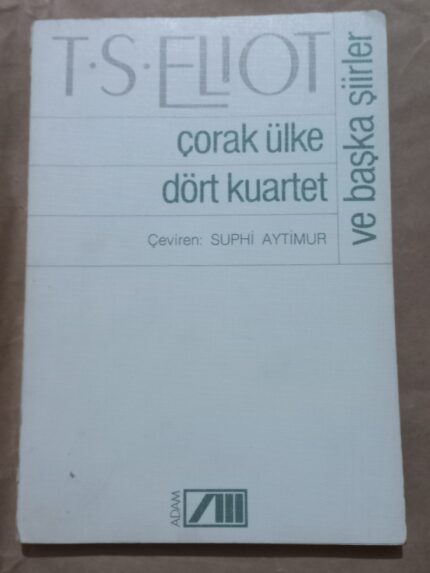 T·S·ELIOT
çorak ülke
dört kuartet
ve başka şiirler
Çeviren: SUPHİ AYTİMUR
ADAM